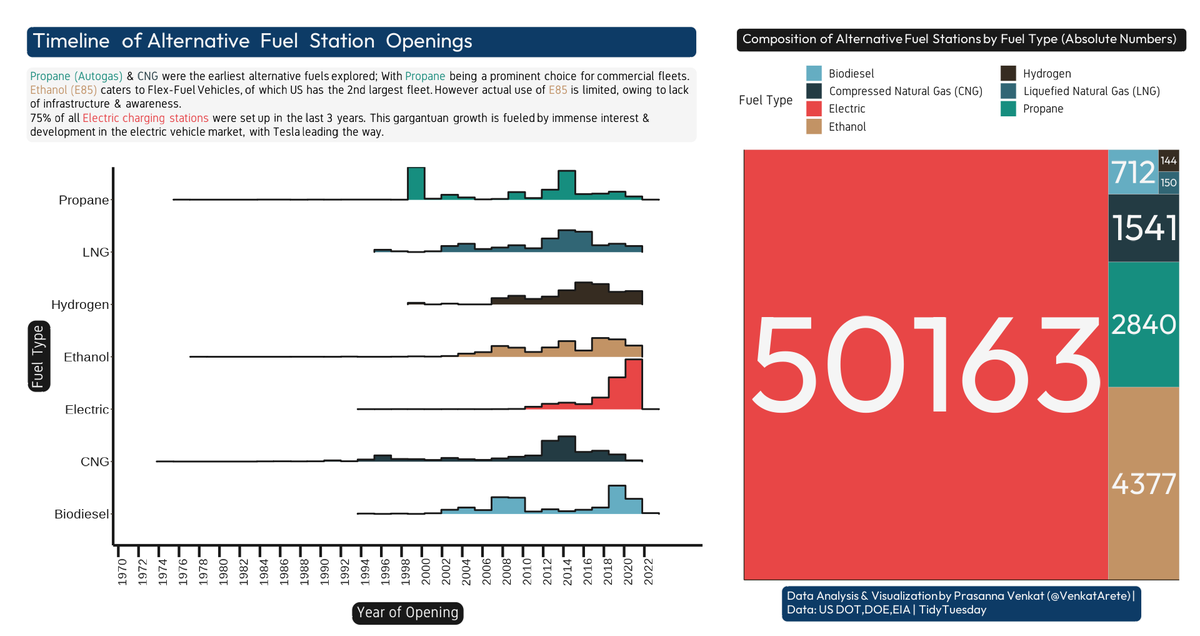 Timeline of Alternative Fuel Station Openings
Propane (Autogas) & CNG were the earliest alternative fuels explored; With Propane being a prominent choice for commercial fleets.
Ethanol (E85) caters to Flex-Fuel Vehicles, of which US has the 2nd largest fleet. However actual use of E85 is limited, owing to lack
of infrastructure & awareness.
75% of all Electric charging stations were set up in the last 3 years. This gargantuan growth is fueled by immense interest &
development in the electric vehicle market, with Tesla leading the way.
Fuel Type
Propane
LNG
Hydrogen
Ethanol
Electric
CNG
Biodiesel
1970
1972
1974
1976
1978
1980
1982
1984
1986
1988
1990
1992
1994
1996
1998
2000
2002
2004
2006
2008
2010
2012
2014
2016
2018
2020
2022
Year of Opening
Composition of Alternative Fuel Stations by Fuel Type (Absolute Numbers)
Fuel Type
Biodiesel
Compressed Natural Gas (CNG)
Electric
Ethanol
Hydrogen
Liquefied Natural Gas (LNG)
Propane
50163
712
144
150
1541
2840
4377
Data Analysis & Visualization by Prasanna Venkat (@VenkatArete) |
Data: US DOT,DOE,EIA | TidyTuesday